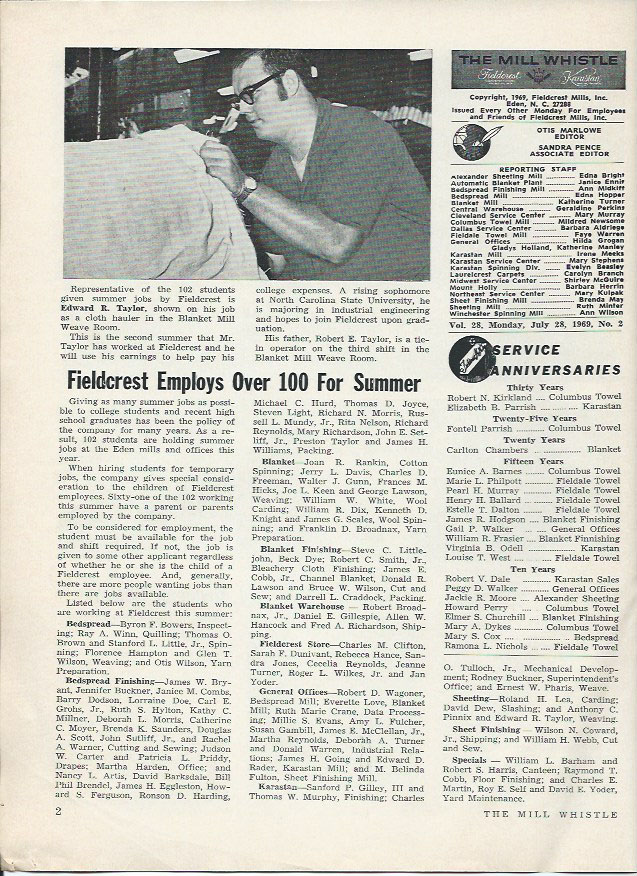 Representative of the 102 students
given summer jobs by Fieldcrest is
Edward R. Taylor, shown on his job
as a cloth hauler in the Blanket Mill
Weave Room.
This is the second summer that Mr.
Taylor has worked at Fieldcrest and he
will use his earnings to help pay his
college expenses. A rising sophomore
at North Carolina State University, he
is majoring in industrial engineering
and hopes to join Fieldcrest upon grad-
uation.
His father, Robert E. Taylor, is a tie-
in operator on the third shift in the
Blanket Mill Weave Room.
Fieldcrest Employs Over 100 For Summer
Giving as many summer jobs as possi-
ble to college students and recent high
school graduates has been the policy of
the company for many years. As a re-
sult, 102 students are holding summer
jobs at the Eden mills and offices this
year.
When hiring students for temporary
jobs, the company gives special consid-
eration to the children of Fieldcrest
employees. Sixty-one of the 102 working
this summer have a parent or parents
employed by the company.
To be considered for employment, the
student must be available for the job
and shift required. If not, the job is
given to some other applicant regardless
of whether he or she is the child of a
Fieldcrest employee. And, generally,
there are more people wanting jobs than
there are jobs available.
Listed below are the students who
are working at Fieldcrest this summer:
Bedspread—Byron F. Bowers, Inspect-
ing; Ray A. Winn, Quilling; Thomas O.
Brown and Stanford L. Little, Jr., Spin-
ning; Florence Hampton and Glen T.
Wilson, Weaving; and Otis Wilson, Yarn
Preparation.
Bedspread Finishing—James W. Bry-
ant, Jennifer Buckner, Janice M. Combs,
Barry Dodson, Lorraine Doe, Carl E.
Grohs, Jr., Ruth S. Hylton, Kathy C.
Millner, Deborah L. Morris, Catherine
C. Moyer, Brenda K. Saunders, Douglas
A. Scott, John Sutliff, Jr., and Rachel
A. Warner, Cutting and Sewing; Judson
W. Carter and Patricia L. Priddy,
Drapes; Martha Harden, Office; and
Nancy L. Artis, David Barksdale, Bill
Phil Brendel, James H. Eggleston, How-
ard S. Ferguson, Ronson D. Harding,
Michael C. Hurd, Thomas D. Joyce,
Steven Light, Richard N. Morris, Rus-
sell L. Mundy, Jr., Rita Nelson, Richard
Reynolds, Mary Richardson, John E. Set-
liff, Jr., Preston Taylor and James H.
Williams, Packing.
Blanket—Joan R. Rankin, Cotton
Spinning; Jerry L. Davis, Charles D.
Freeman, Walter J. Gunn, Frances M.
Hicks, Joe L. Keen and George Lawson,
Weaving; William W. White, Wool
Carding; William R. Dix, Kenneth D.
Knight and James G. Scales, Wool Spin-
ning; and Franklin D. Broadnax, Yarn
Preparation.
Blanket Finishing—Steve C. Little-
john, Beck Dye; Robert C. Smith, Jr.,
Bleachery Cloth Finishing; James E.
Cobb, Jr., Channel Blanket, Donald R.
Lawson and Bruce W. Wilson, Cut and
Sew; and Darrell L. Craddock, Packing.
Blanket Warehouse — Robert Broad-
nax, Jr., Daniel E. Gillespie, Allen W.
Hancock and Fred A. Richardson, Ship-
ping.
Fieldcrest Store—Charles M. Clifton,
Sarah F. Dunivant, Rebecca Hance, San-
dra Jones, Cecelia Reynolds, Jeanne
Turner, Roger L. Wilkes, Jr. and Jan
Yoder.
General Offices—Robert D. Wagoner,
Bedspread Mill; Everette Love, Blanket
Mill; Ruth Marie Crane, Data Process-
ing; Millie S. Evans, Amy L. Fulcher,
Susan Gambill, James E. McClellan, Jr.,
Martha Reynolds, Deborah A. Turner
and Donald Warren, Industrial Rela-
tions; James H. Going and Edward D.
Rader, Karastan Mill; and M. Belinda
Fulton, Sheet Finishing Mill.
Karastan—Sanford P. Gilley, III and
Thomas W. Murphy, Finishing; Charles
THE MILL WHISTLE
Fieldcrest
Karastan
Copyright, 1969, Fieldcrest Mills, Inc.
Eden, N. C. 27288
Issued Every Other Monday For Employees
and Friends of Fieldcrest Mills, Inc.
OTIS MARLOWE
EDITOR
SANDRA PENCE
ASSOCIATE EDITOR
REPORTING STAFF
Alexander Sheeting Mill ........ Edna Bright
Automatic Blanket Plant ........ Janice Ennis
Bedspread Finishing Mill ........ Ann Midkiff
Bedspread Mill ........ Edna Hopper
Blanket Mill ........ Katherine Turner
Central Warehouse ........ Geraldine Perkins
Cleveland Service Center ........ Mary Murray
Columbus Towel Mill ........ Mildred Newsome
Dallas Service Center ........ Barbara Aldriege
Fieldale Towel Mill ........ Faye Warren
General Offices ........ Hilda Grogan
Gladys Holland, Katherine Manley
Karastan Mill ........ Irene Meeks
Karastan Service Center ........ Mary Stephens
Karastan Spinning Div. ........ Evelyn Beasley
Laurelcrest Carpets ........ Carolyn Branch
Midwest Service Center ........ Shirley McGuire
Mount Holly ........ Barbara Herrin
Northeast Service Center ........ Mary Kulpak
Sheet Finishing Mill ........ Brenda May
Sheeting Mill ........ Ruth Minter
Winchester Spinning Mill ........ Ann Wilson
Vol. 28, Monday, July 28, 1969, No. 2
SERVICE
ANNIVERSARIES
Thirty Years
Robert N. Kirkland .... Columbus Towel
Elizabeth B. Parrish ........ Karastan
Twenty-Five Years
Fontell Parrish ........ Columbus Towel
Twenty Years
Carlton Chambers ........ Blanket
Fifteen Years
Eunice A. Barnes ........ Columbus Towel
Marie L. Philpott ........ Fieldale Towel
Pearl H. Murray ........ Fieldale Towel
Henry H. Ballard ........ Fieldale Towel
Estelle T. Dalton ........ Fieldale Towel
James R. Hodgson ... Blanket Finishing
Gail P. Walker ........ General Offices
William R. Frasier .... Blanket Finnishing
Virginia B. Odell ........ Karastan
Louise T. West ........ Fieldale Towel
Ten Years
Robert V. Dale ........ Karastan Sales
Peggy D. Walker ........ General Offices
Jackie R. Moore .... Alexander Sheeting
Howard Perry ........ Columbus Towel
Elmer S. Churchill .... Blanket Finishing
Mary A. Dykes ........ Columbus Towel
Mary S. Cox ........ Bedspread
Ramona L. Nichols .... Fieldale Towel
O. Tulloch, Jr., Mechanical Develop-
ment; Rodney Buckner, Superintendent's
Office; and Ernest W. Pharis, Weave.
Sheeting—Roland H. Lea, Carding;
David Dew, Slashing; and Anthony C.
Pinnix and Edward R. Taylor, Weaving.
Sheet Finishing — Wilson N. Coward,
Jr., Shipping; and William H. Webb, Cut
and Sew.
Specials — William L. Barham and
Robert S. Harris, Canteen; Raymond T.
Cobb, Floor Finishing; and Charles E.
Martin, Roy E. Self and David E. Yoder,
Yard Maintenance.
2
THE MILL WHISTLE